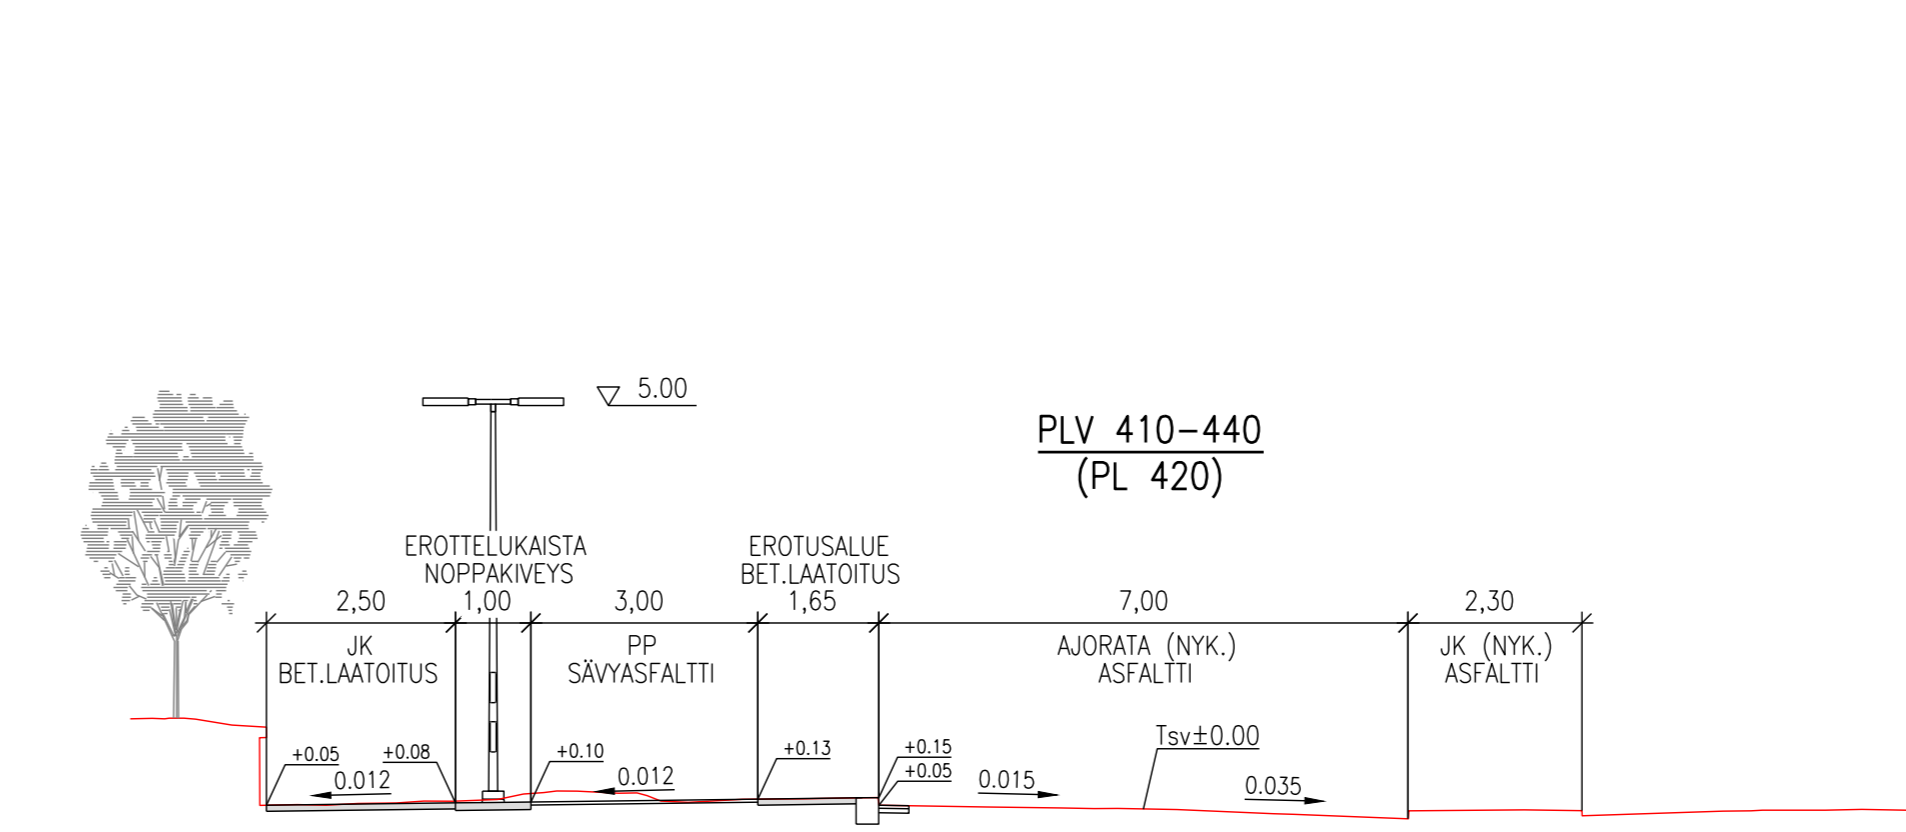 5.00
PLV 410-440
(PL 420)
EROTTELUKAISTA
NOPPAKIVEYS
EROTUSALUE
BET.LAATOITUS
2,50
1,00
3,00
1,65
7,00
2,30
JK
BET.LAATOITUS
PP
SÄVYASFALTTI
AJORATA (NYK.)
ASFALTTI
JK (NYK.)
ASFALTTI
Tsv±0.00
+0.05
+0.08
+0.10
+0.13
+0.15
+0.05
0.012
0.012
0.015
0.035